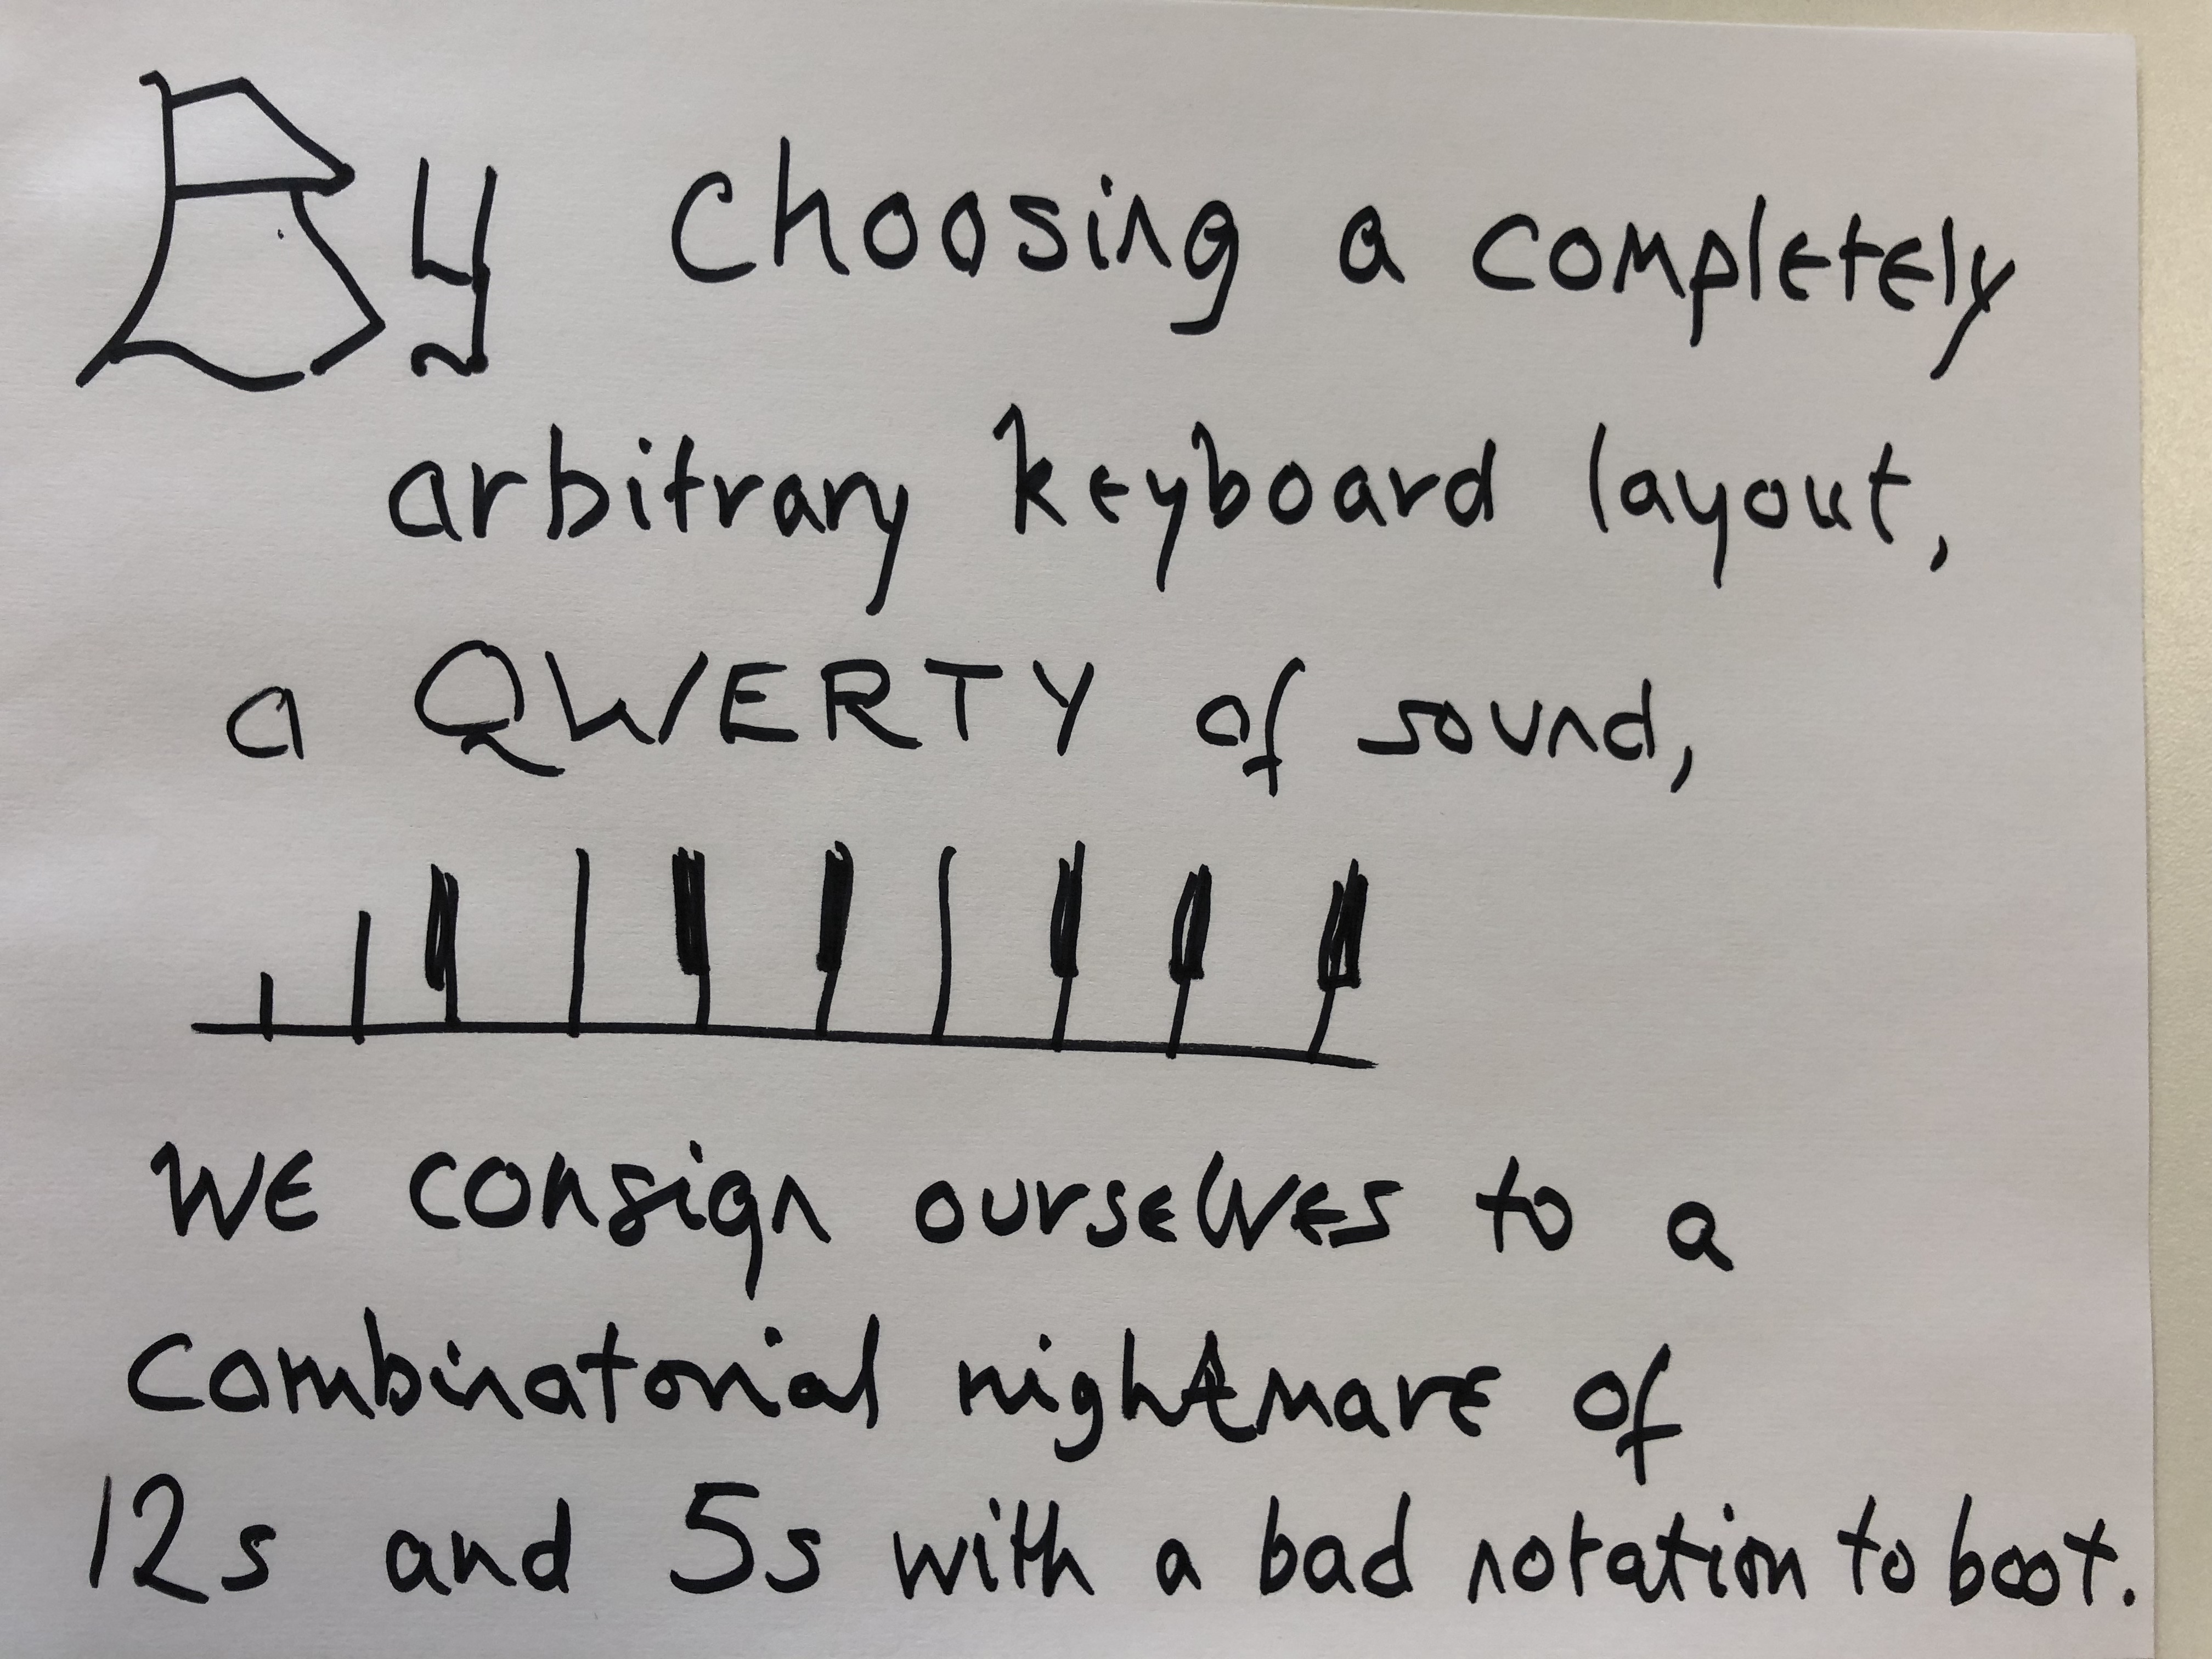 By choosing a completely
arbitrary keyboard layout,
a QWERTY of sound,
we consign ourselves to a
combinatorial nightmare of
12s and 5s with a bad notation to boot.